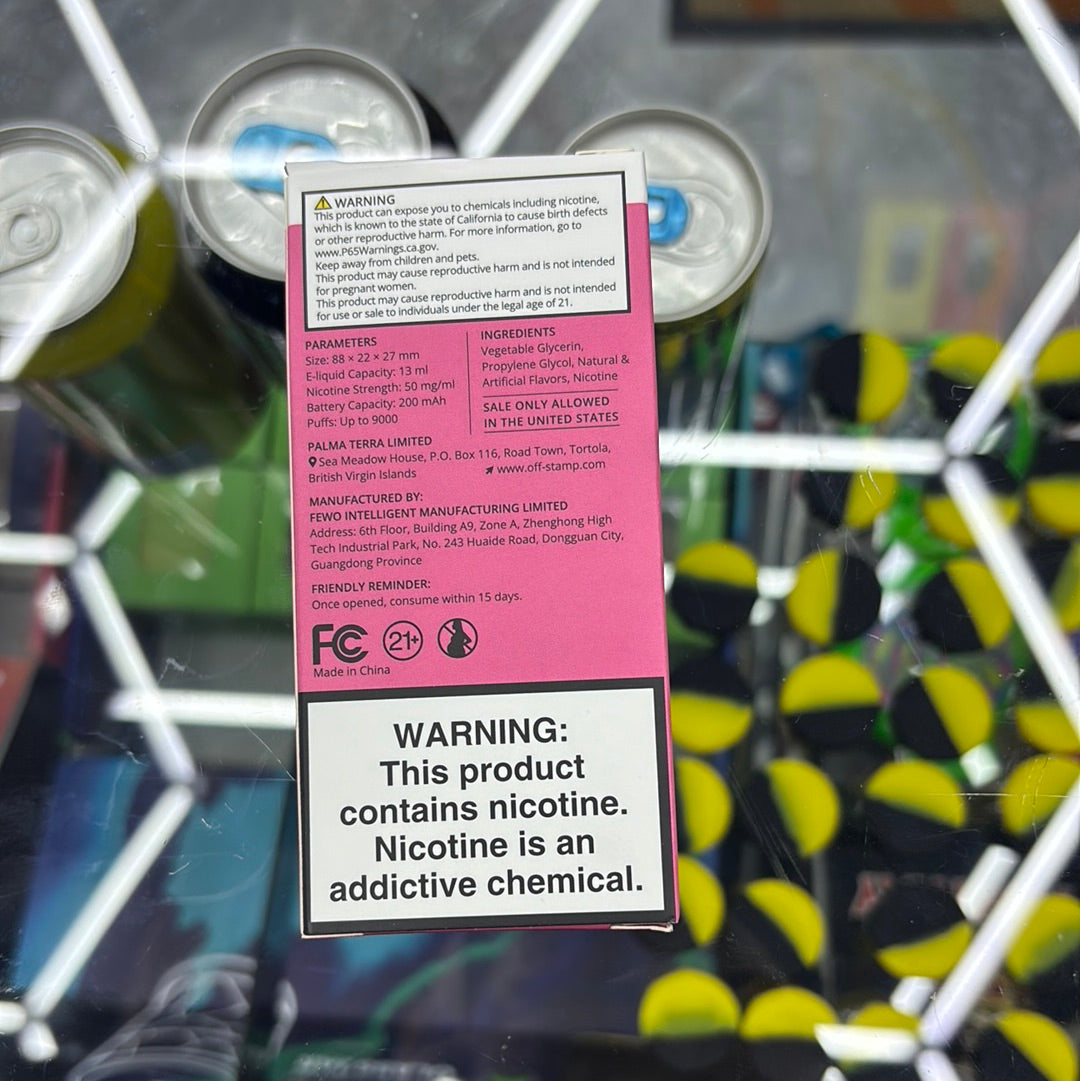 WARNING
This product can expose you to chemicals including nicotine,
which is known to the state of California to cause birth defects
or other reproductive harm. For more information, go to
www.P65Warnings.ca.gov.
Keep away from children and pets.
This product may cause reproductive harm and is not intended
for pregnant women.
This product may cause reproductive harm and is not intended
for use or sale to individuals under the legal age of 21.
PARAMETERS
Size: 88 × 22 × 27 mm
E-liquid Capacity: 13 ml
Nicotine Strength: 50 mg/ml
Battery Capacity: 200 mAh
Puffs: Up to 9000
INGREDIENTS
Vegetable Glycerin,
Propylene Glycol, Natural &
Artificial Flavors, Nicotine
SALE ONLY ALLOWED
IN THE UNITED STATES
PALMA TERRA LIMITED
Sea Meadow House, P.O. Box 116, Road Town, Tortola,
British Virgin Islands
www.off-stamp.com
MANUFACTURED BY:
FEWO INTELLIGENT MANUFACTURING LIMITED
Address: 6th Floor, Building A9, Zone A, Zhenghong High
Tech Industrial Park, No. 243 Huaide Road, Dongguan City,
Guangdong Province
FRIENDLY REMINDER:
Once opened, consume within 15 days.
FC 21+
Made in China
WARNING:
This product
contains nicotine.
Nicotine is an
addictive chemical.